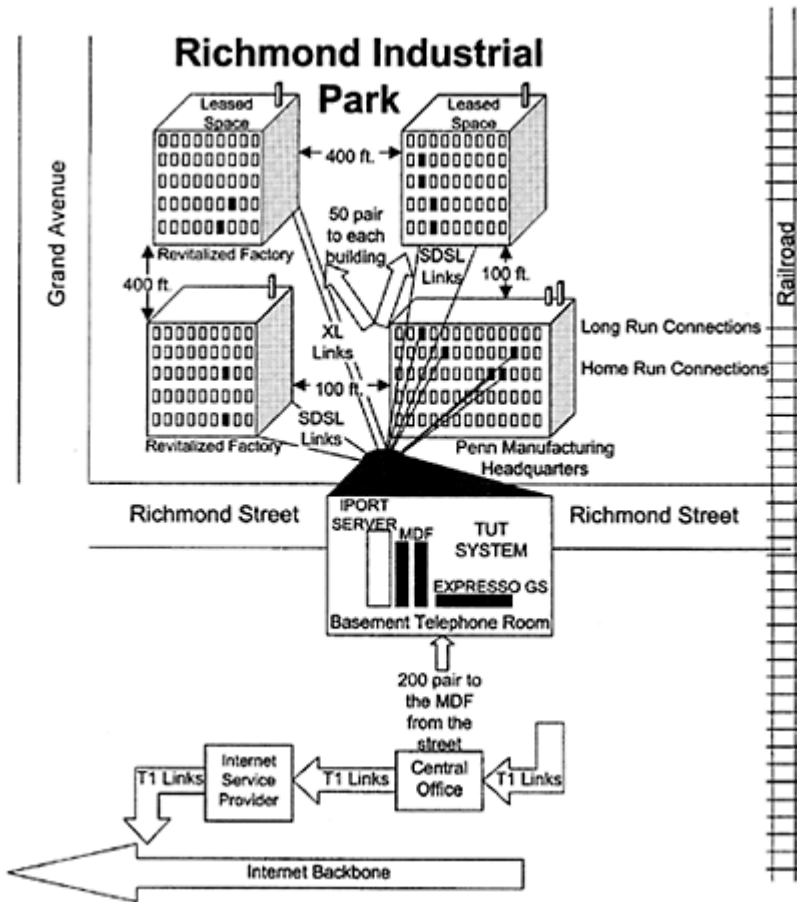 Richmond Industrial
Park
Grand Avenue
Railroad
Leased
Space
Leased
Space
400 ft.
50 pair
to each
building
Revitalized Factory
SDSL
Links
400 ft.
100 ft.
XL
Links
Long Run Connections
100 ft.
Home Run Connections
SDSL
Links
Revitalized Factory
Penn Manufacturing
Headquarters
Richmond Street
Richmond Street
IPORT
SERVER
MDF
TUT
SYSTEM
EXPRESSO GS
Basement Telephone Room
200 pair to
the MDF
from the
street
T1 Links
Internet
Service
Provider
T1 Links
Central
Office
T1 Links
Internet Backbone